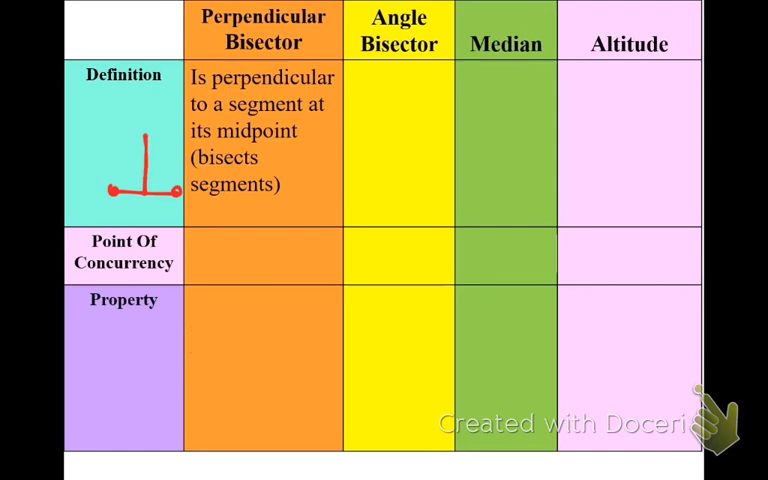 Perpendicular
Bisector
Angle
Bisector
Median
Altitude
Definition
Is perpendicular
to a segment at
its midpoint
(bisects
segments)
Point Of
Concurrency
Property
Created with Doceri